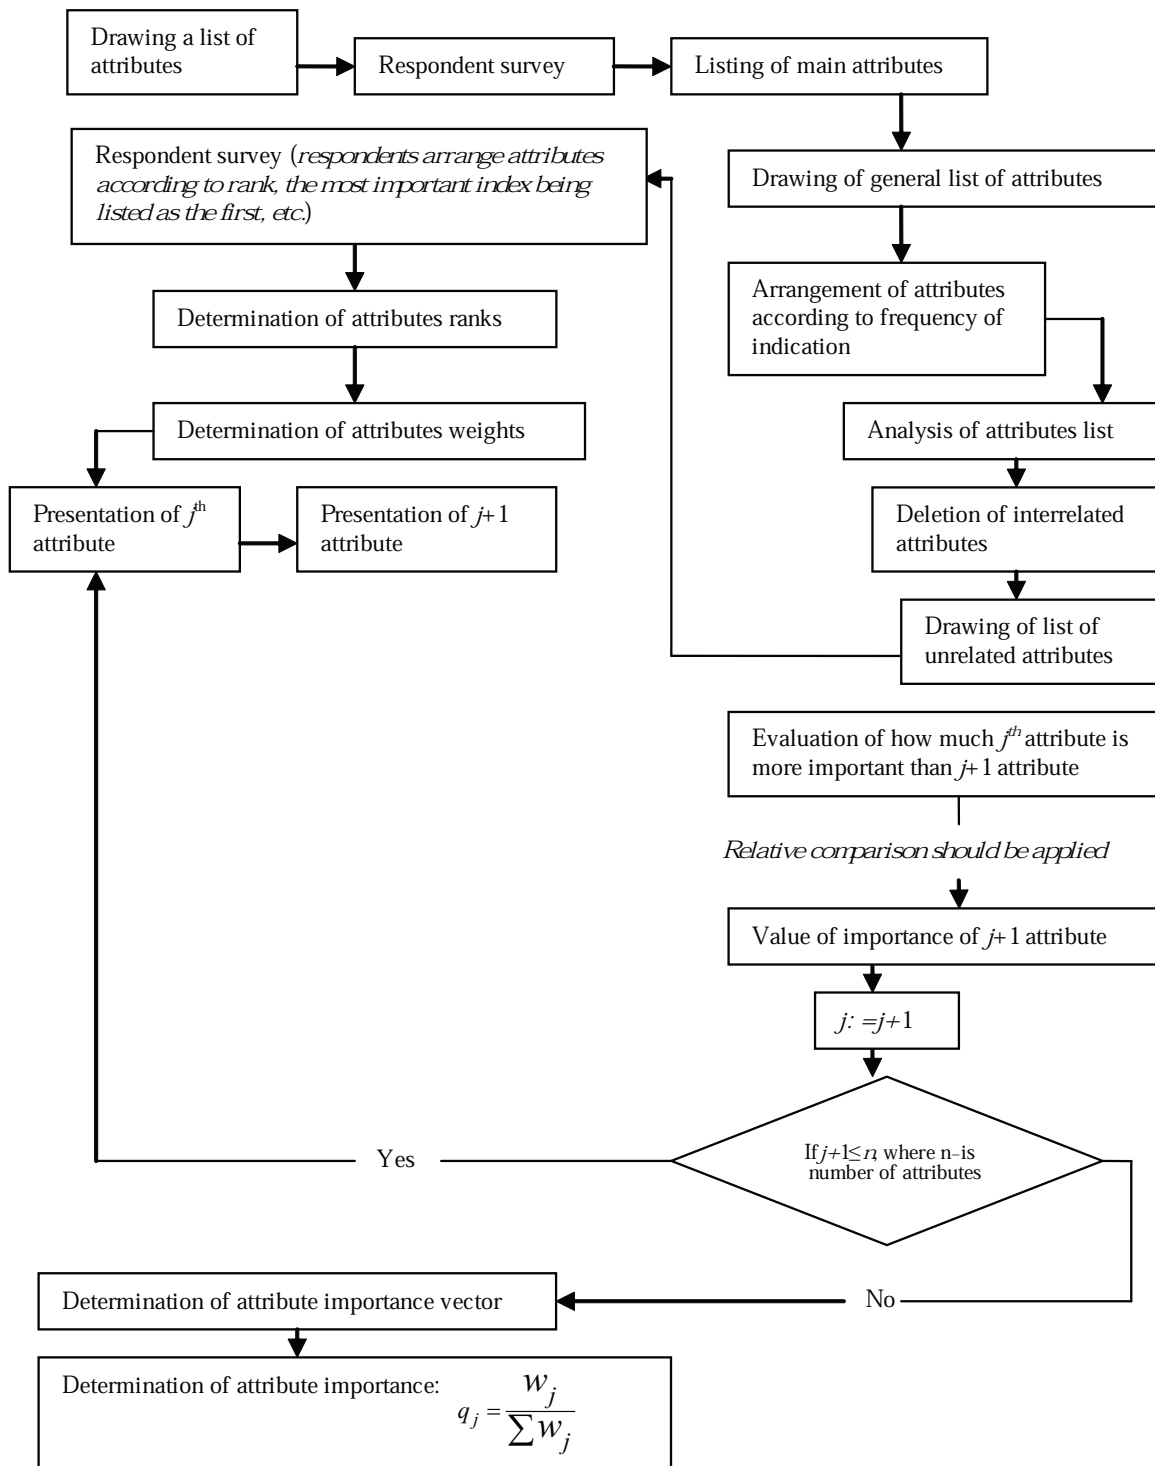 Drawing a list of
attributes
Respondent survey
Listing of main attributes
Respondent survey (respondents arrange attributes
according to rank, the most important index being
listed as the first, etc.)
Drawing of general list of attributes
Determination of attributes ranks
Arrangement of attributes
according to frequency of
indication
Determination of attributes weights
Analysis of attributes list
Presentation of jth
attribute
Presentation of j+1
attribute
Deletion of interrelated
attributes
Drawing of list of
unrelated attributes
Evaluation of how much jth attribute is
more important than j+1 attribute
Relative comparison should be applied
Value of importance of j+1 attribute
j:=j+1
If j+1≤n, where n–is
number of attributes
Yes
No
Determination of attribute importance vector
Determination of attribute importance: q_j = w_j / ∑ w_j